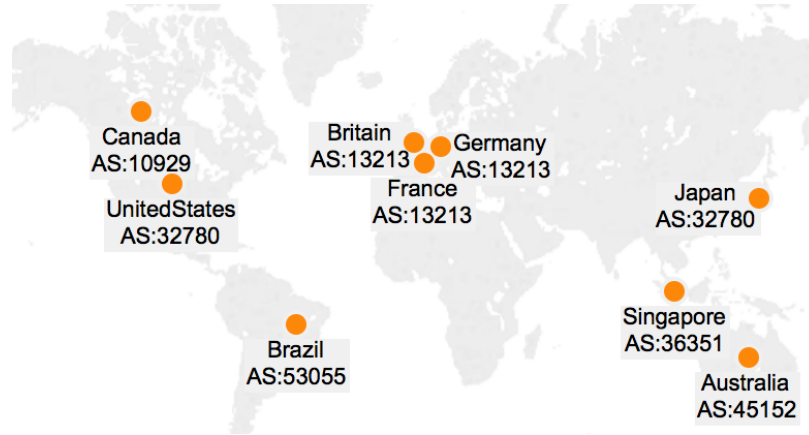 Canada
AS:10929
UnitedStates
AS:32780
Britain
AS:13213
Germany
AS:13213
France
AS:13213
Japan
AS:32780
Singapore
AS:36351
Brazil
AS:53055
Australia
AS:45152